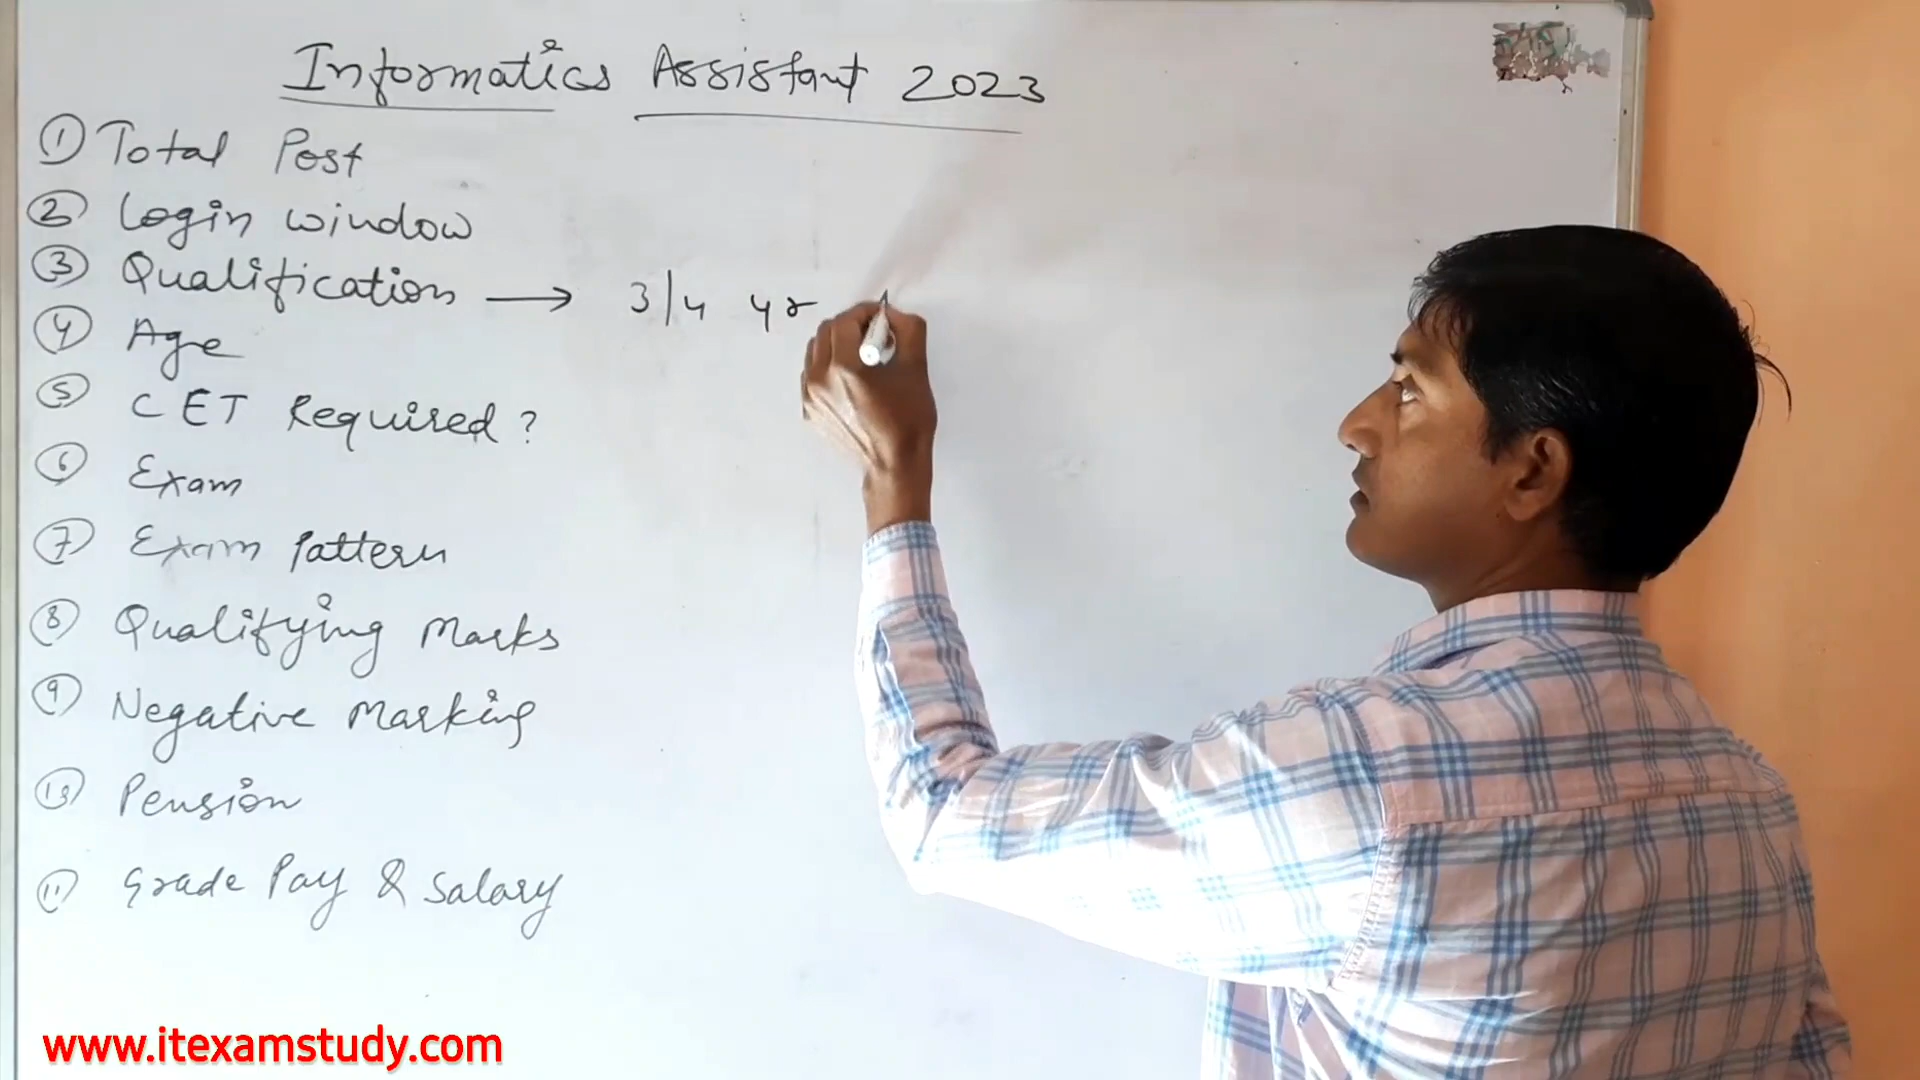 Informatics Assistant 2023
① Total Post
② Login window
③ Qualification → 3/4 yr
④ Age
⑤ CET Required?
⑥ Exam
⑦ Exam Pattern
⑧ Qualifying Marks
⑨ Negative Marking
⑩ Pension
⑪ Grade Pay & Salary
www.itexamstudy.com